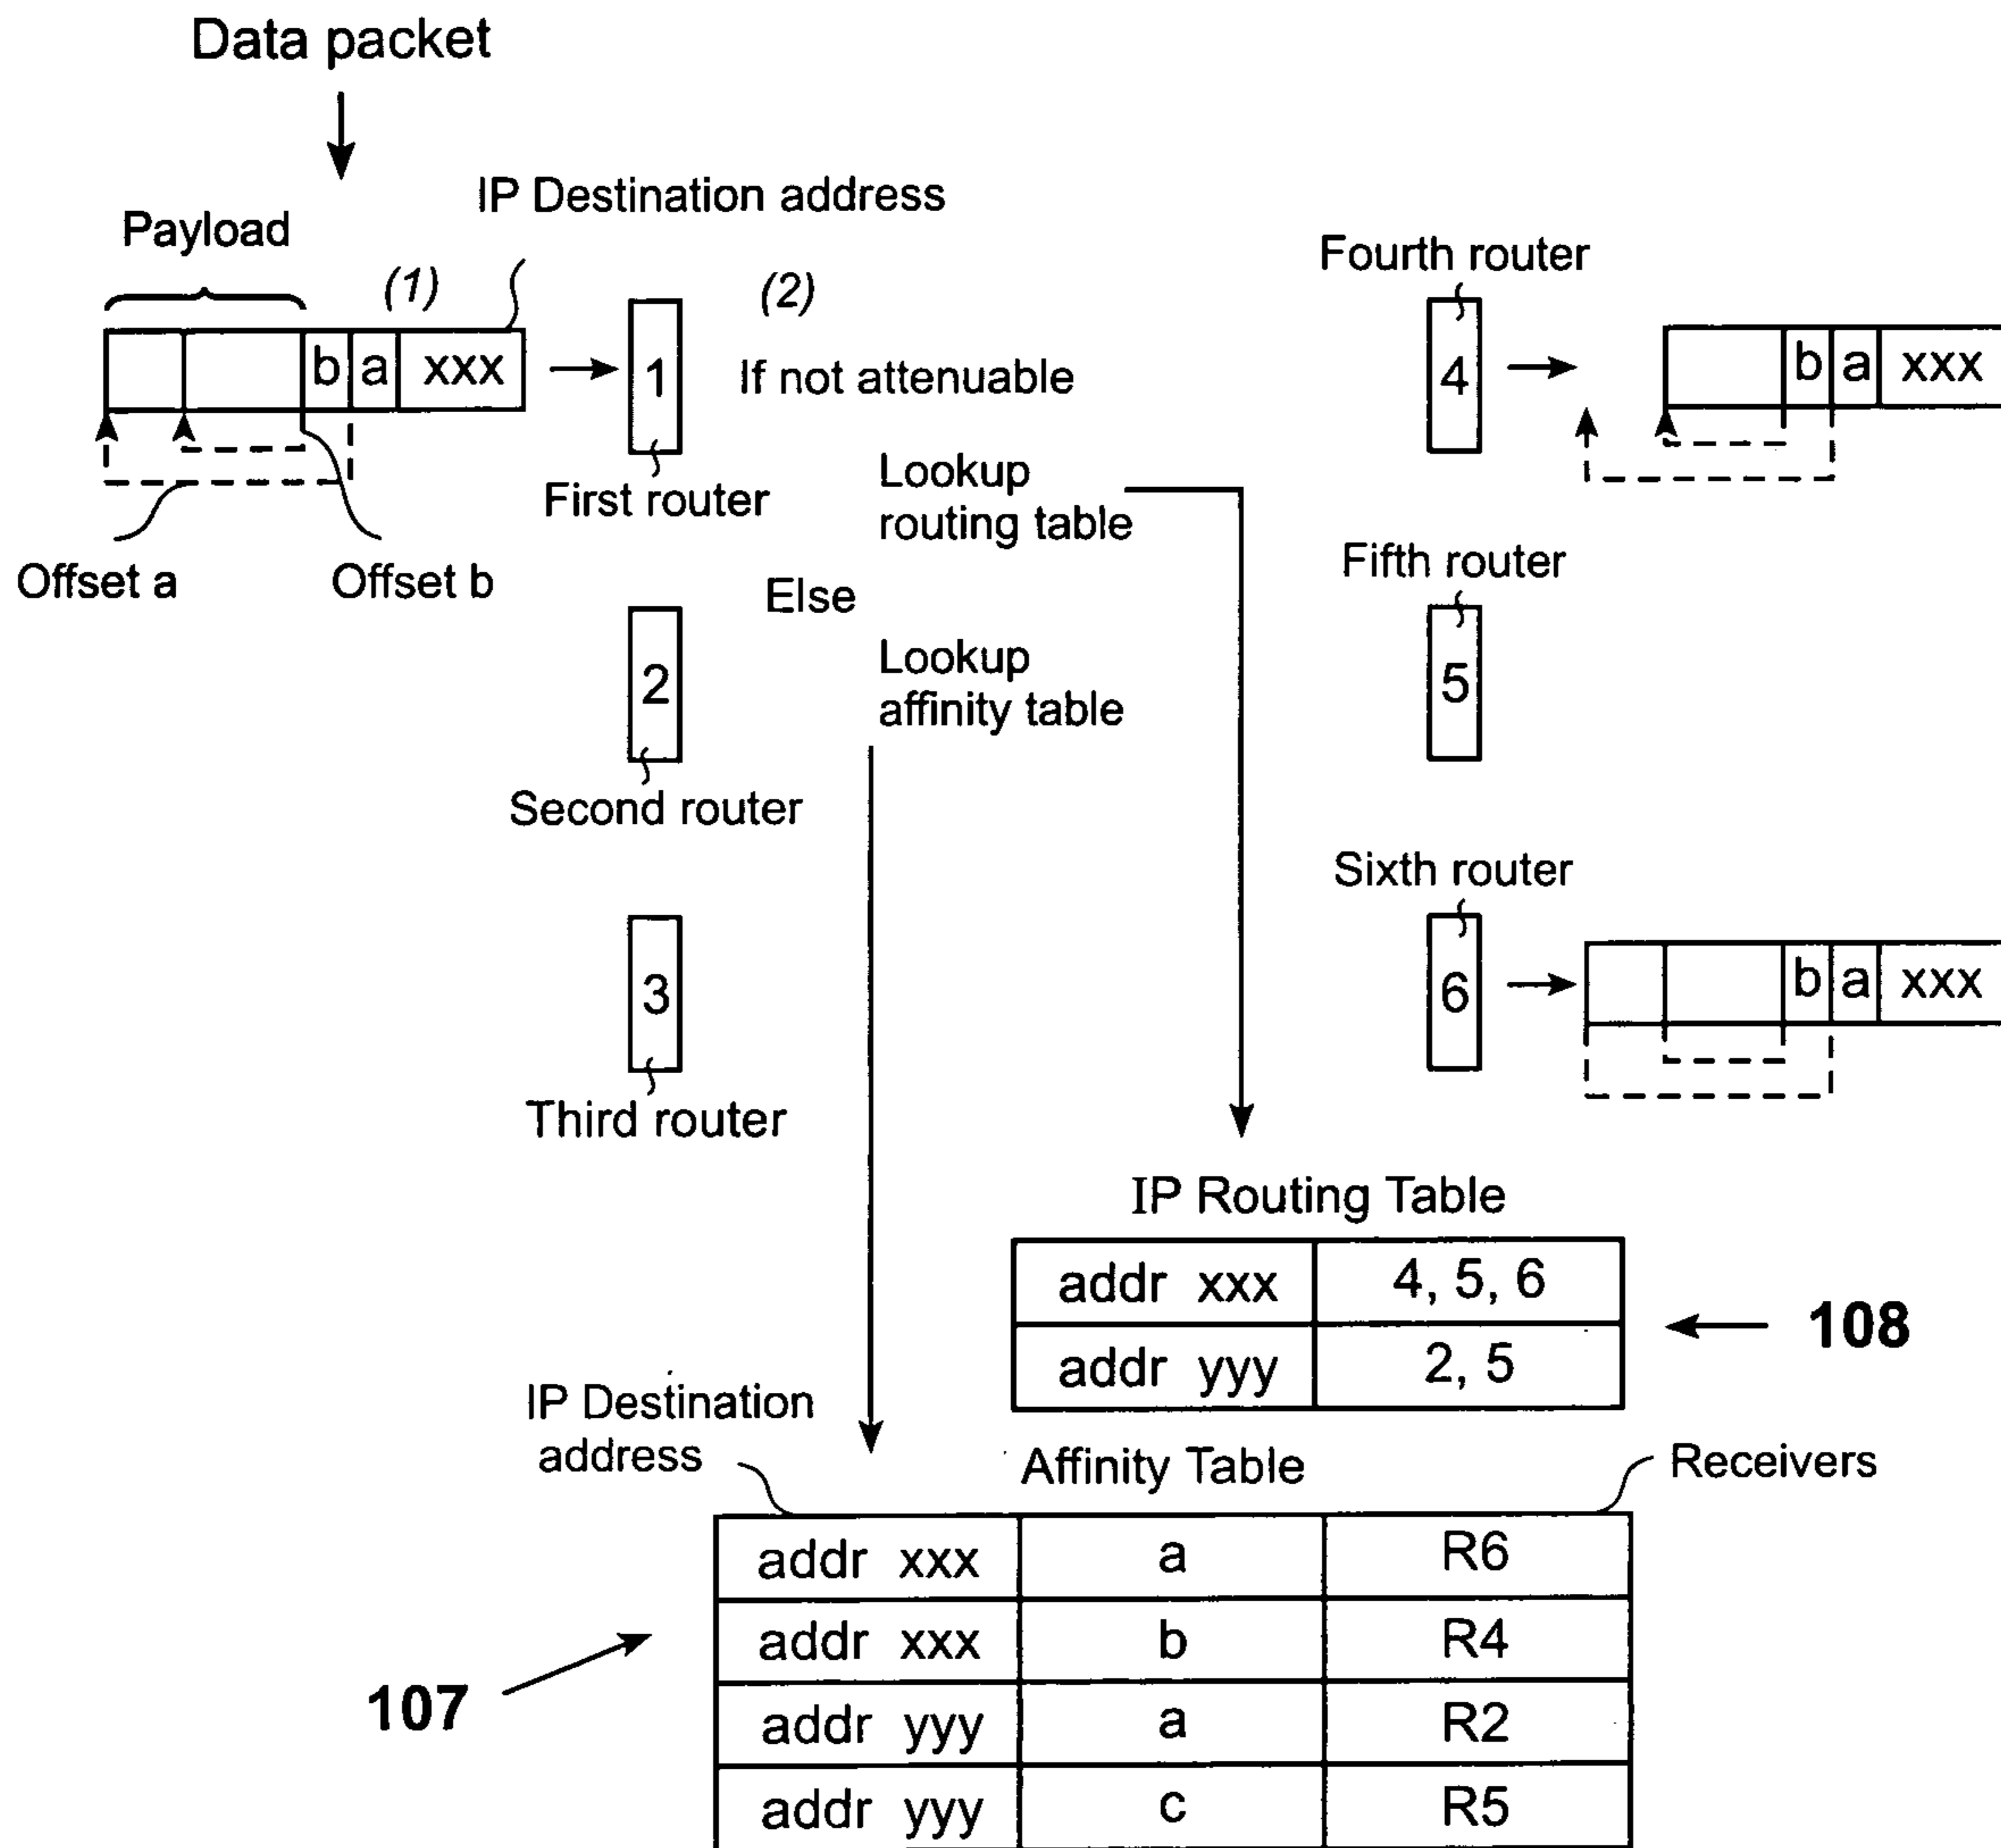 Data packet
IP Destination address
Payload
(1)
(2)
b a xxx
1
If not attenuable
First router
Lookup
routing table
Offset a
Offset b
Else
2
Lookup
affinity table
Second router
3
Third router
Fourth router
4
b a xxx
Fifth router
5
Sixth router
6
b a xxx
IP Routing Table
addr xxx 4, 5, 6
addr yyy 2, 5
108
IP Destination
address
Affinity Table
Receivers
addr xxx a R6
addr xxx b R4
addr yyy a R2
addr yyy c R5
107